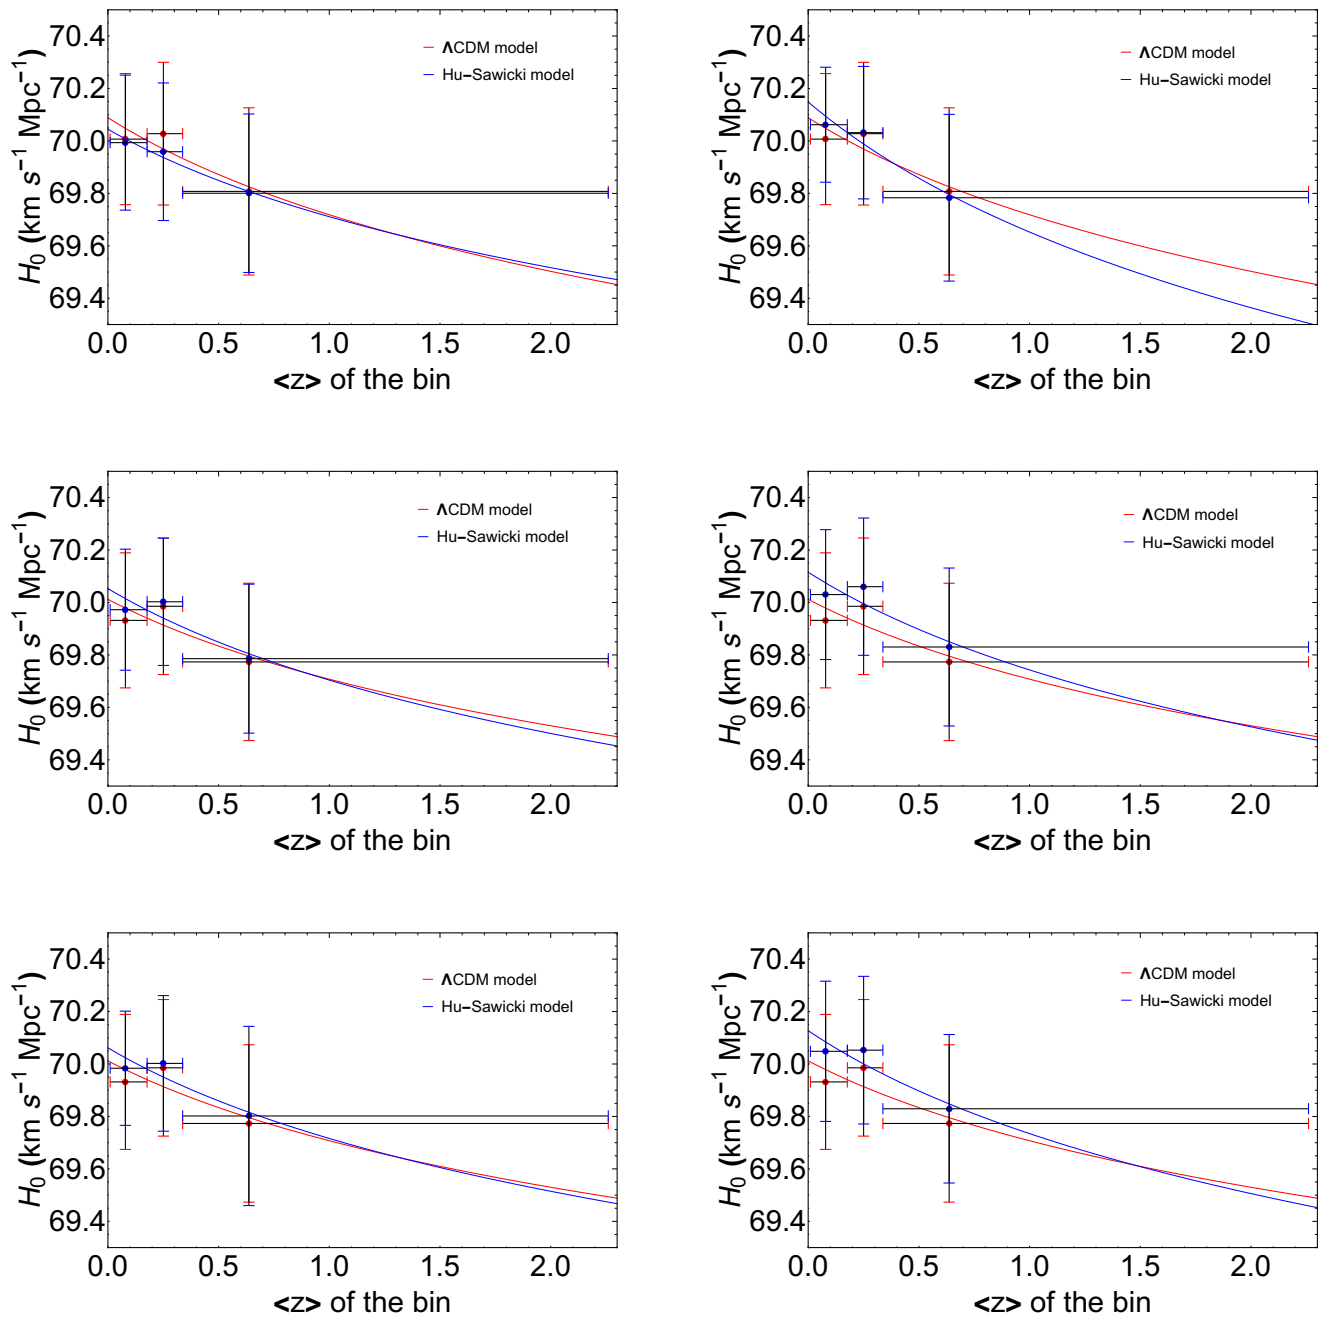 70.4
70.2
70.0
69.8
69.6
69.4
H₀ (km s⁻¹ Mpc⁻¹)
ΛCDM model
Hu–Sawicki model
0.0 0.5 1.0 1.5 2.0
<z> of the bin
70.4
70.2
70.0
69.8
69.6
69.4
H₀ (km s⁻¹ Mpc⁻¹)
ΛCDM model
Hu–Sawicki model
0.0 0.5 1.0 1.5 2.0
<z> of the bin
70.4
70.2
70.0
69.8
69.6
69.4
H₀ (km s⁻¹ Mpc⁻¹)
ΛCDM model
Hu–Sawicki model
0.0 0.5 1.0 1.5 2.0
<z> of the bin
70.4
70.2
70.0
69.8
69.6
69.4
H₀ (km s⁻¹ Mpc⁻¹)
ΛCDM model
Hu–Sawicki model
0.0 0.5 1.0 1.5 2.0
<z> of the bin
70.4
70.2
70.0
69.8
69.6
69.4
H₀ (km s⁻¹ Mpc⁻¹)
ΛCDM model
Hu–Sawicki model
0.0 0.5 1.0 1.5 2.0
<z> of the bin
70.4
70.2
70.0
69.8
69.6
69.4
H₀ (km s⁻¹ Mpc⁻¹)
ΛCDM model
Hu–Sawicki model
0.0 0.5 1.0 1.5 2.0
<z> of the bin